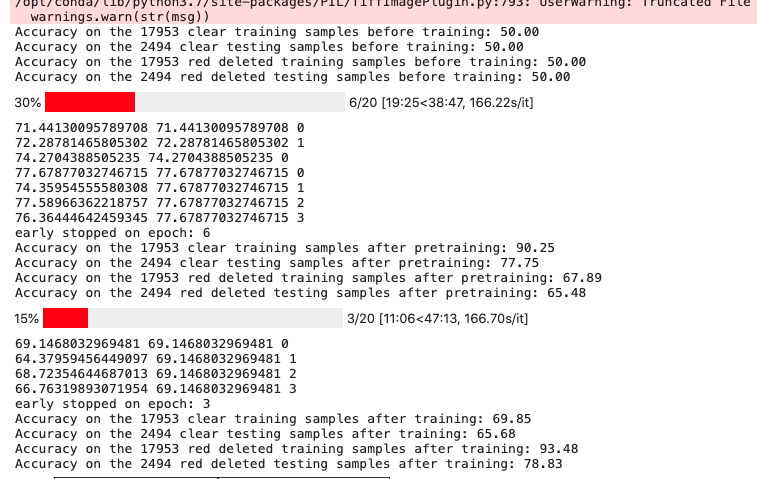 /opt/conda/lib/python3.7/site-packages/PIL/TiffImagePlugin.py:793: UserWarning: Truncated File
warnings.warn(str(msg))
Accuracy on the 17953 clear training samples before training: 50.00
Accuracy on the 2494 clear testing samples before training: 50.00
Accuracy on the 17953 red deleted training samples before training: 50.00
Accuracy on the 2494 red deleted testing samples before training: 50.00
30% 6/20 [19:25<38:47, 166.22s/it]
71.44130095789708 71.44130095789708 0
72.28781465805302 72.28781465805302 1
74.2704388505235 74.2704388505235 0
77.67877032746715 77.67877032746715 0
74.35954555580308 77.67877032746715 1
77.58966362218757 77.67877032746715 2
76.36444642459345 77.67877032746715 3
early stopped on epoch: 6
Accuracy on the 17953 clear training samples after pretraining: 90.25
Accuracy on the 2494 clear testing samples after pretraining: 77.75
Accuracy on the 17953 red deleted training samples after pretraining: 67.89
Accuracy on the 2494 red deleted testing samples after pretraining: 65.48
15% 3/20 [11:06<47:13, 166.70s/it]
69.1468032969481 69.1468032969481 0
64.37959456449097 69.1468032969481 1
68.72354644687013 69.1468032969481 2
66.76319893071954 69.1468032969481 3
early stopped on epoch: 3
Accuracy on the 17953 clear training samples after training: 69.85
Accuracy on the 2494 clear testing samples after training: 65.68
Accuracy on the 17953 red deleted training samples after training: 93.48
Accuracy on the 2494 red deleted testing samples after training: 78.83